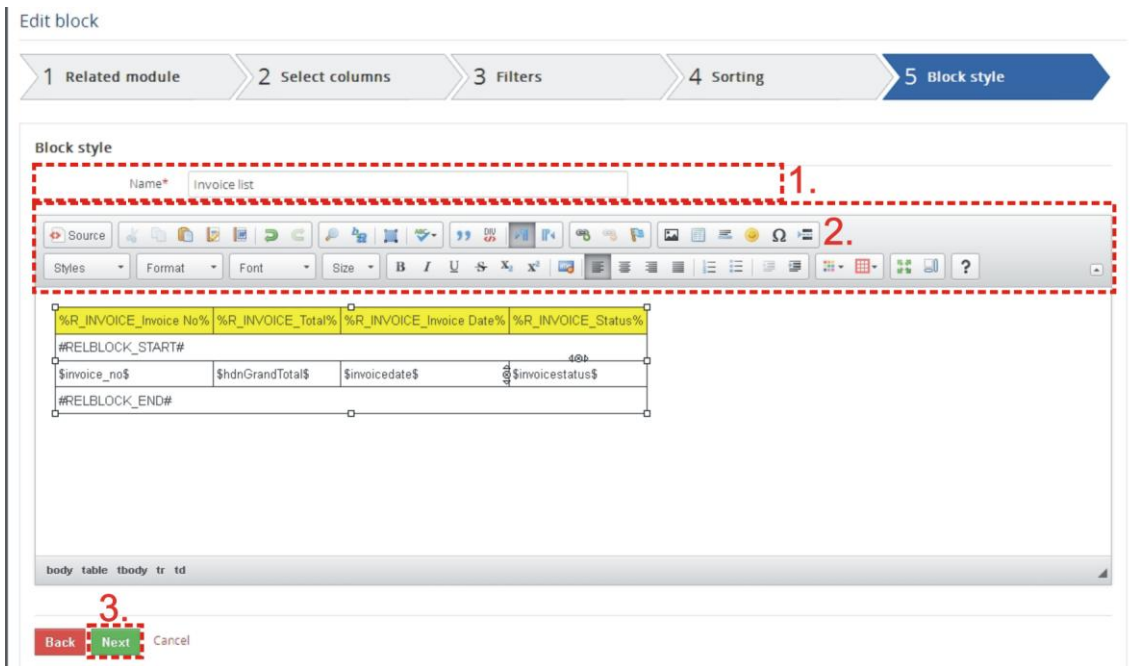 Edit block
1 Related module 2 Select columns 3 Filters 4 Sorting 5 Block style
Block style
Name* Invoice list 1.
Source Ω 2.
Styles Format Font Size B I U S X₂ X² ?
%R_INVOICE_Invoice No% %R_INVOICE_Total% %R_INVOICE_Invoice Date% %R_INVOICE_Status%
#RELBLOCK_START#
$invoice_no$ $hdnGrandTotal$ $invoicedate$ $invoicestatus$
#RELBLOCK_END#
body table tbody tr td
3.
Back Next Cancel